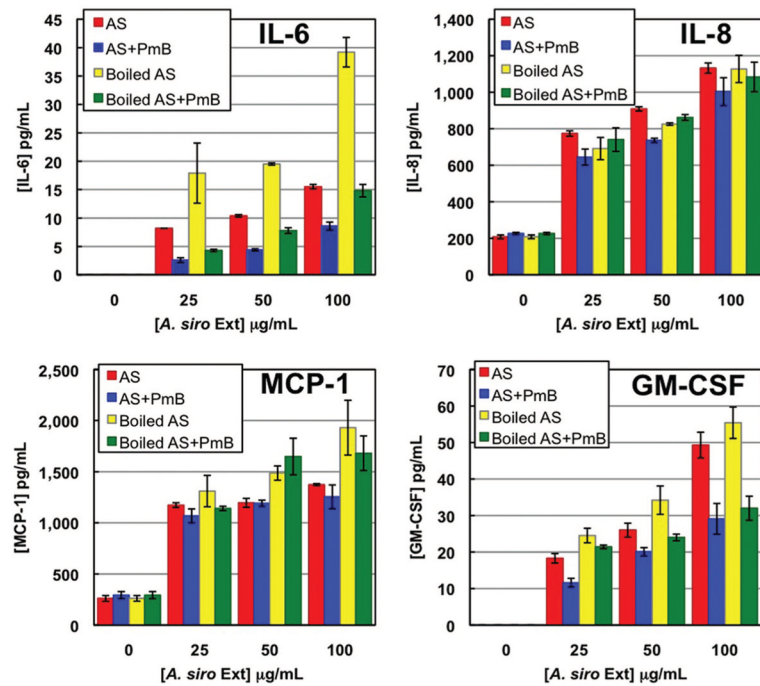 AS
AS+PmB
Boiled AS
Boiled AS+PmB
IL-6
[IL-6] pg/mL
45
40
35
30
25
20
15
10
5
0
0 25 50 100
[A. siro Ext] μg/mL
AS
AS+PmB
Boiled AS
Boiled AS+PmB
IL-8
[IL-8] pg/mL
1,400
1,200
1,000
800
600
400
200
0
0 25 50 100
[A. siro Ext] μg/mL
AS
AS+PmB
Boiled AS
Boiled AS+PmB
MCP-1
[MCP-1] pg/mL
2,500
2,000
1,500
1,000
500
0
0 25 50 100
[A. siro Ext] μg/mL
AS
AS+PmB
Boiled AS
Boiled AS+PmB
GM-CSF
[GM-CSF] pg/mL
70
60
50
40
30
20
10
0
0 25 50 100
[A. siro Ext] μg/mL